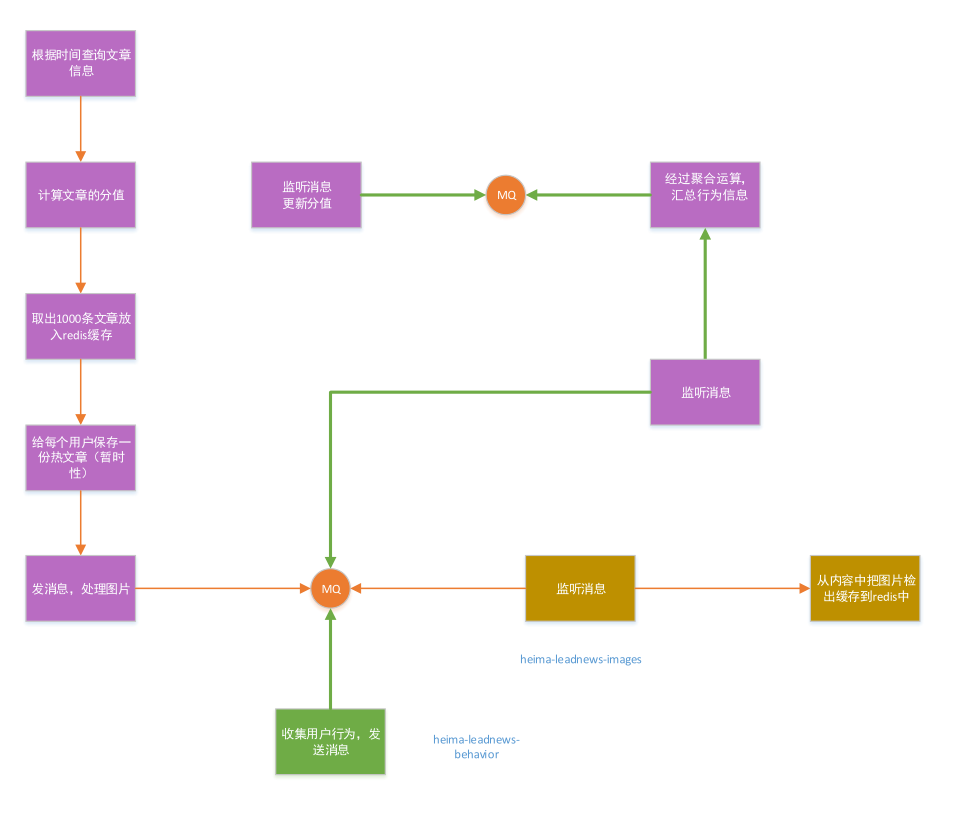 根据时间查询文章
信息
计算文章的分值
监听消息
更新分值
MQ
经过聚合运算，
汇总行为信息
取出1000条文章放
入redis缓存
监听消息
给每个用户保存一
份热文章（暂时
性）
发消息，处理图片
MQ
监听消息
从内容中把图片检
出缓存到redis中
heima-leadnews-images
收集用户行为，发
送消息
heima-leadnews-
behavior